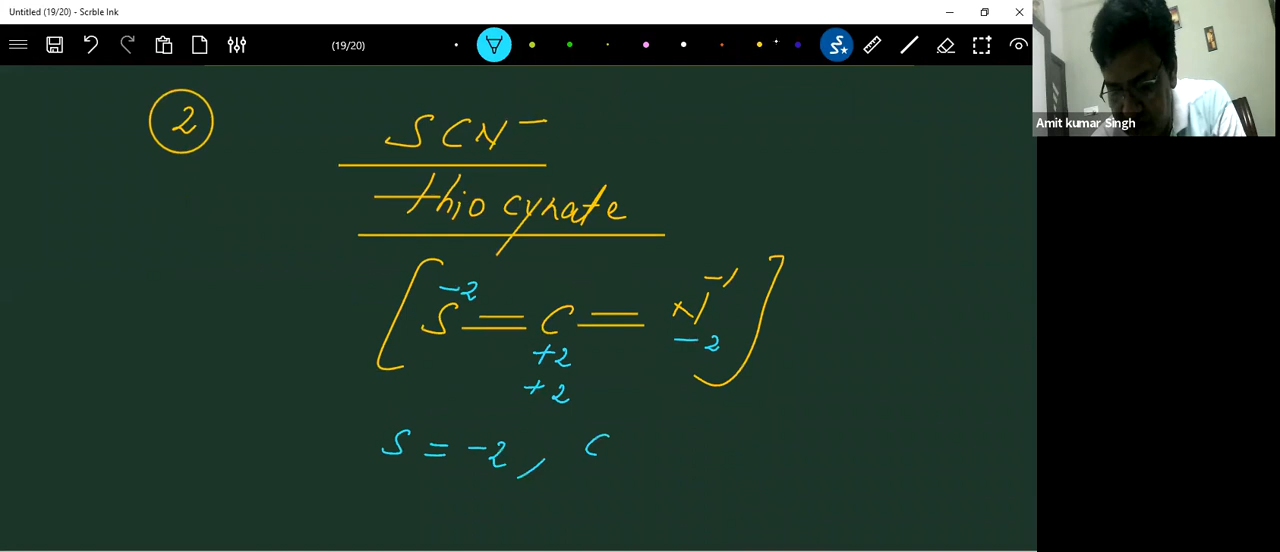 Untitled (19/20) - Scrble Ink
(19/20)
Amit kumar Singh
2
SCN⁻
thio cynate
[S⁻² = C = N⁻¹]
+2 -2
+2
S = -2, C